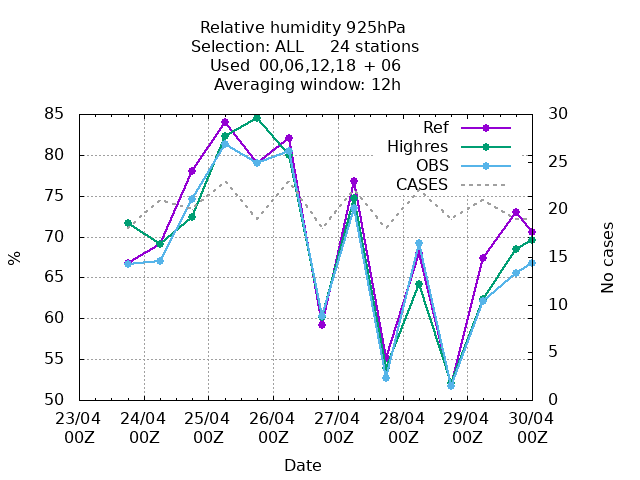 Relative humidity 925hPa
Selection: ALL 24 stations
Used 00,06,12,18 + 06
Averaging window: 12h
85 30
Ref
Highres
OBS
CASES
80 25
75 20
70
65 15
60 10
55 5
50 0
%
No cases
23/04 24/04 25/04 26/04 27/04 28/04 29/04 30/04
00Z 00Z 00Z 00Z 00Z 00Z 00Z 00Z
Date